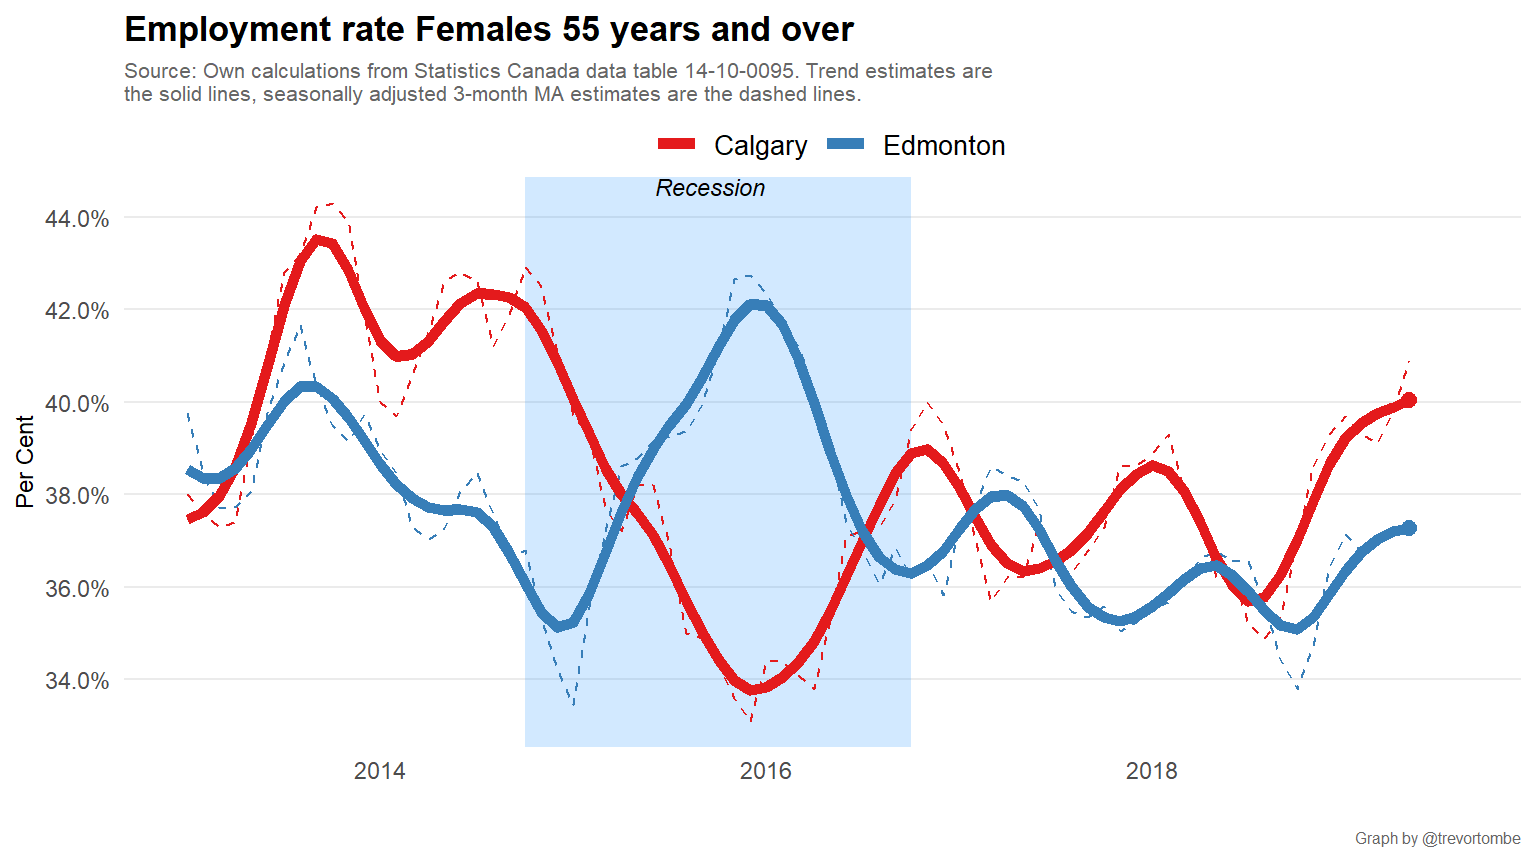 Employment rate Females 55 years and over
Source: Own calculations from Statistics Canada data table 14-10-0095. Trend estimates are
the solid lines, seasonally adjusted 3-month MA estimates are the dashed lines.
Calgary Edmonton
Recession
44.0%
42.0%
40.0%
38.0%
36.0%
34.0%
Per Cent
2014 2016 2018
Graph by @trevortombe